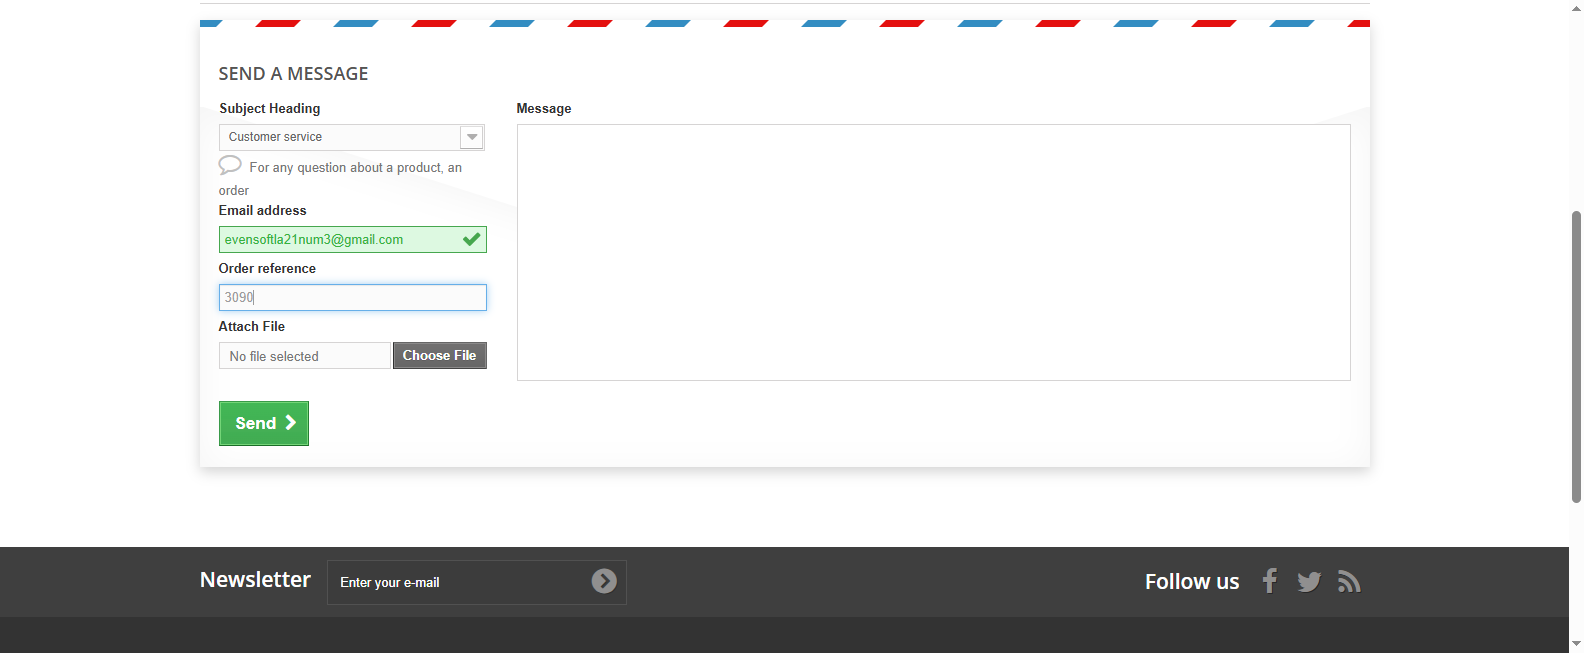 SEND A MESSAGE
Subject Heading
Customer service
For any question about a product, an
order
Email address
evensoftla21num3@gmail.com
Order reference
3090
Attach File
No file selected
Choose File
Send
Message
Newsletter
Enter your e-mail
Follow us